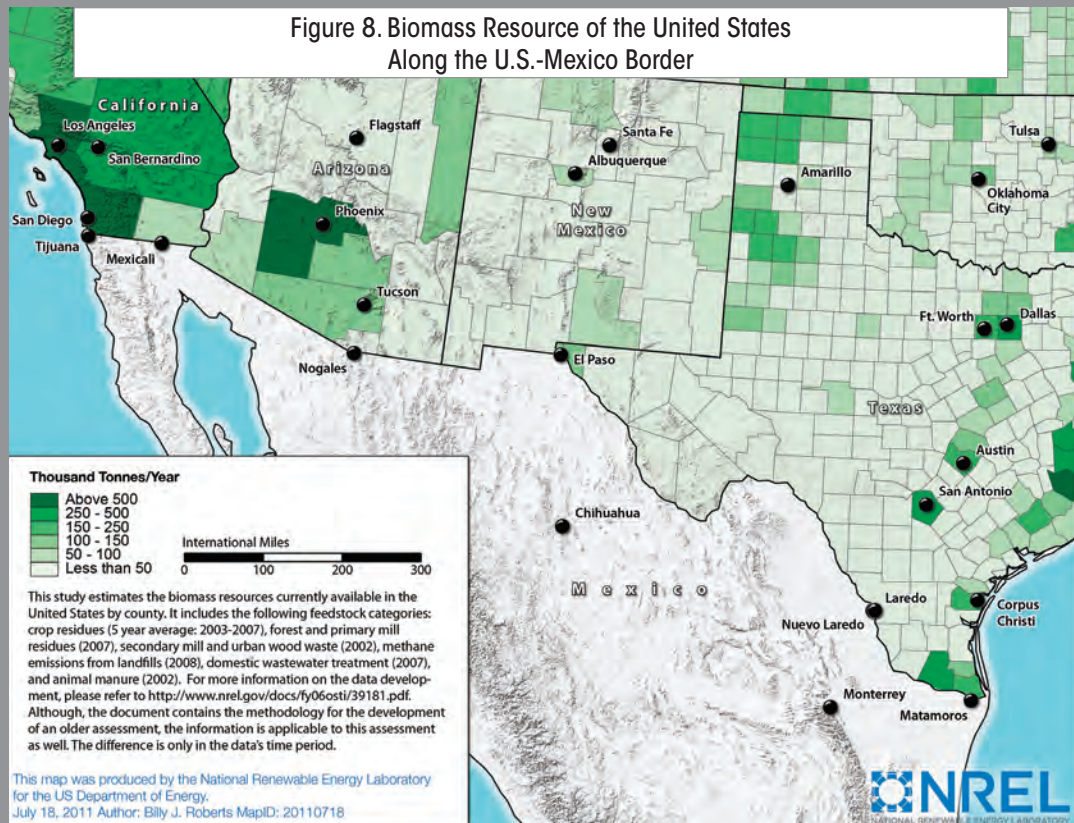 Figure 8. Biomass Resource of the United States
Along the U.S.-Mexico Border
California
Los Angeles
San Bernardino
San Diego
Tijuana
Mexicali
Flagstaff
Arizona
Phoenix
Tucson
Nogales
Santa Fe
Albuquerque
New
Mexico
El Paso
Amarillo
Tulsa
Oklahoma
City
Ft. Worth
Dallas
Texas
Austin
San Antonio
Chihuahua
Mexico
Laredo
Nuevo Laredo
Corpus
Christi
Monterrey
Matamoros
Thousand Tonnes/Year
Above 500
250 - 500
150 - 250
100 - 150
50 - 100
Less than 50
International Miles
0 100 200 300
This study estimates the biomass resources currently available in the
United States by county. It includes the following feedstock categories:
crop residues (5 year average: 2003-2007), forest and primary mill
residues (2007), secondary mill and urban wood waste (2002), methane
emissions from landfills (2008), domestic wastewater treatment (2007),
and animal manure (2002). For more information on the data develop-
ment, please refer to http://www.nrel.gov/docs/fy06osti/39181.pdf.
Although, the document contains the methodology for the development
of an older assessment, the information is applicable to this assessment
as well. The difference is only in the data's time period.
This map was produced by the National Renewable Energy Laboratory
for the US Department of Energy.
July 18, 2011 Author: Billy J. Roberts MapID: 20110718
NREL
NATIONAL RENEWABLE ENERGY LABORATORY